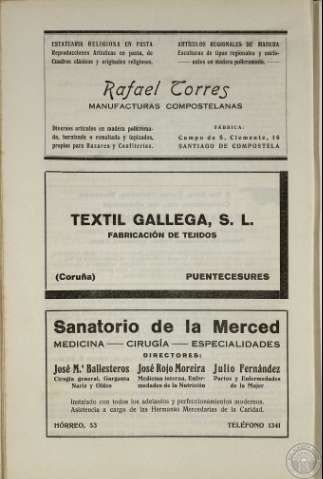 ESTATUARIA RELIGIOSA EN PASTA
Reproducciones Artísticas en pasta, de
Cuadros clásicos y originales religiosos.
ARTÍCULOS REGIONALES DE MADERA
Esculturas de tipos regionales y
en madera policromada.
Rafael Torres
MANUFACTURAS COMPOSTELANAS
Diversos artículos en madera policroma-
da, torneada o esmaltada y tapizados,
propios para Bazares y Confiterías.
FÁBRICA:
Campo de S. Clemente, 16
SANTIAGO DE COMPOSTELA
TEXTIL GALLEGA, S. L.
FABRICACIÓN DE TEJIDOS
(Coruña) PUENTECESURES
Sanatorio de la Merced
MEDICINA — CIRUGÍA — ESPECIALIDADES
DIRECTORES:
José M.ª Ballesteros
Cirugía general, Garganta
Nariz y Oídos
José Rojo Moreira
Medicina interna, Enfer-
medades de la Nutrición
Julio Fernández
Partos y Enfermedades
de la Mujer
Instalado con todos los adelantos y perfeccionamientos modernos.
Asistencia a cargo de las Hermanas Mercedarias de la Caridad.
HÓRREO, 53 TELÉFONO 1341